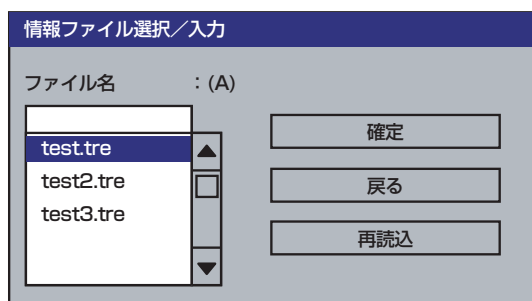 情報ファイル選択／入力
ファイル名　：(A)
確定
test.tre
test2.tre
戻る
test3.tre
再読込